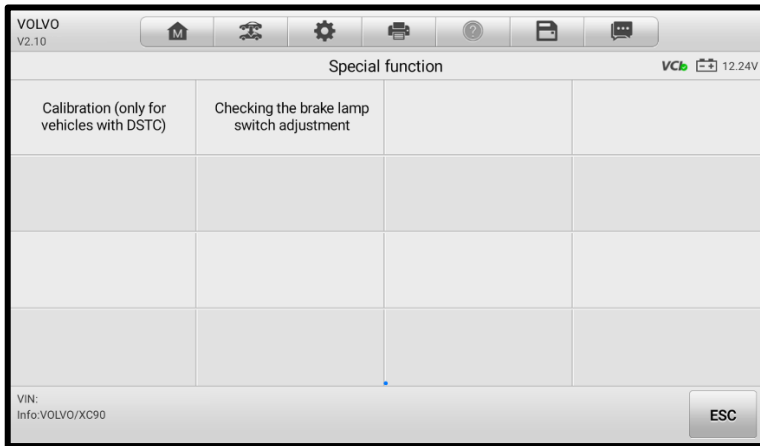 VOLVO
V2.10
M
Special function
VCI 12.24V
Calibration (only for
vehicles with DSTC)
Checking the brake lamp
switch adjustment
VIN:
Info:VOLVO/XC90
ESC